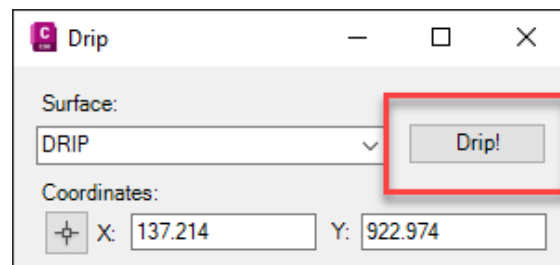 Drip
Surface:
DRIP
Drip!
Coordinates:
X: 137.214 Y: 922.974